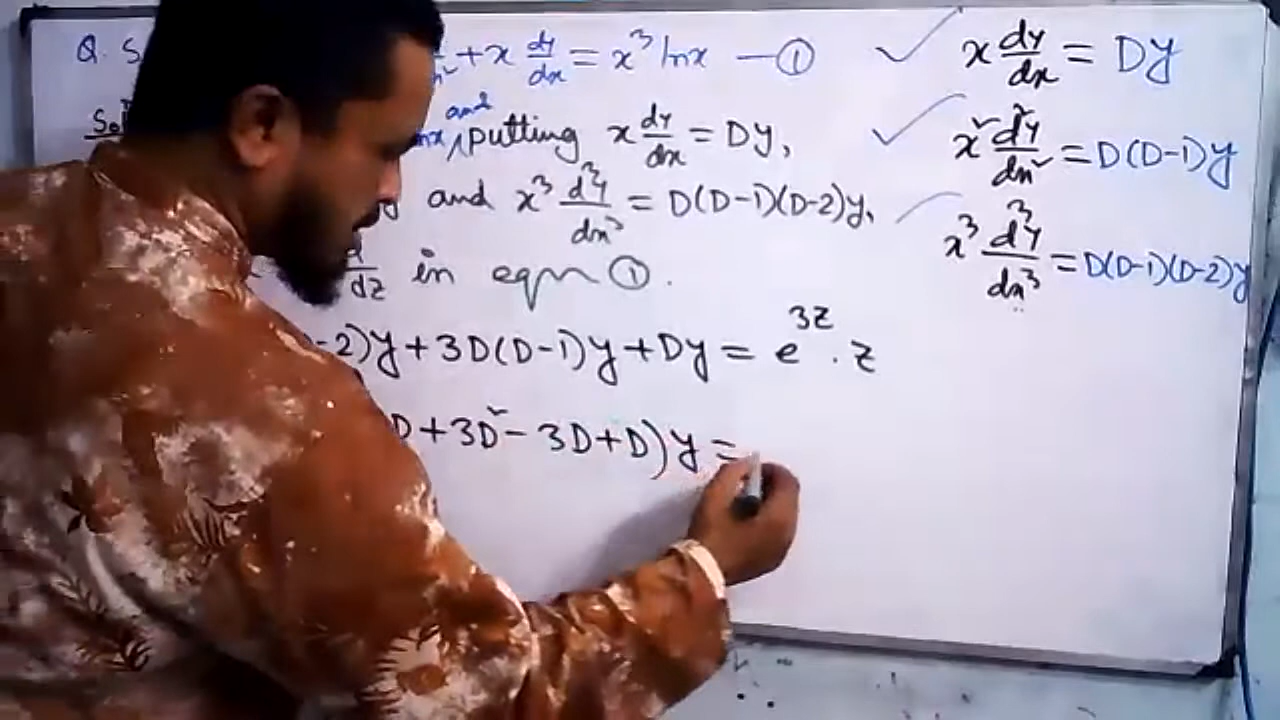 Q. S + x dy/dx = x³ lnx — ①
and
lnx, putting x dy/dx = Dy,
and x³ d³y/dx³ = D(D-1)(D-2)y,
d/dz in eqn ①.
-2)y + 3D(D-1)y + Dy = e^3z . z
D + 3D² - 3D + D)y =
x dy/dx = Dy
x² d²y/dx² = D(D-1)y
x³ d³y/dx³ = D(D-1)(D-2)y